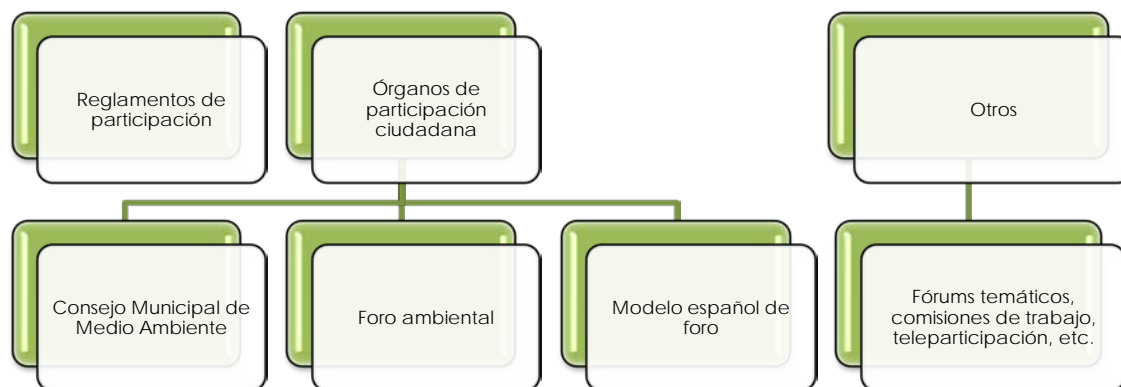 Reglamentos de
participación
Órganos de
participación
ciudadana
Otros
Consejo Municipal de
Medio Ambiente
Foro ambiental
Modelo español de
foro
Fórums temáticos,
comisiones de trabajo,
teleparticipación, etc.